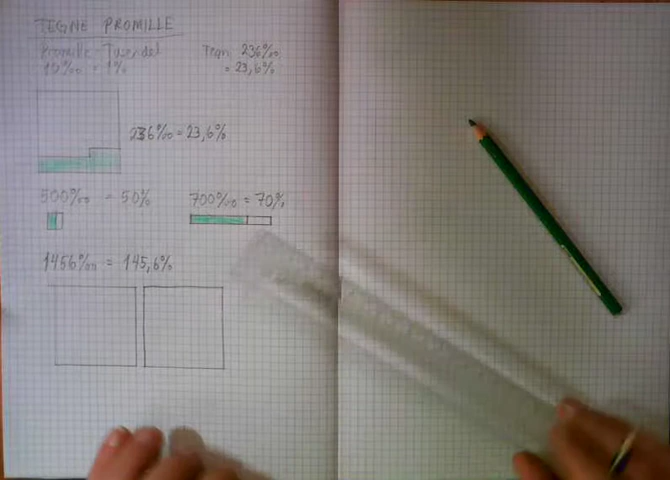 TEGNE PROMILLE
Promille Tusendel
10‰ = 1%
Tegn 236‰
= 23,6%
236‰ = 23,6%
500‰ = 50%
700‰ = 70%
1456‰ = 145,6%